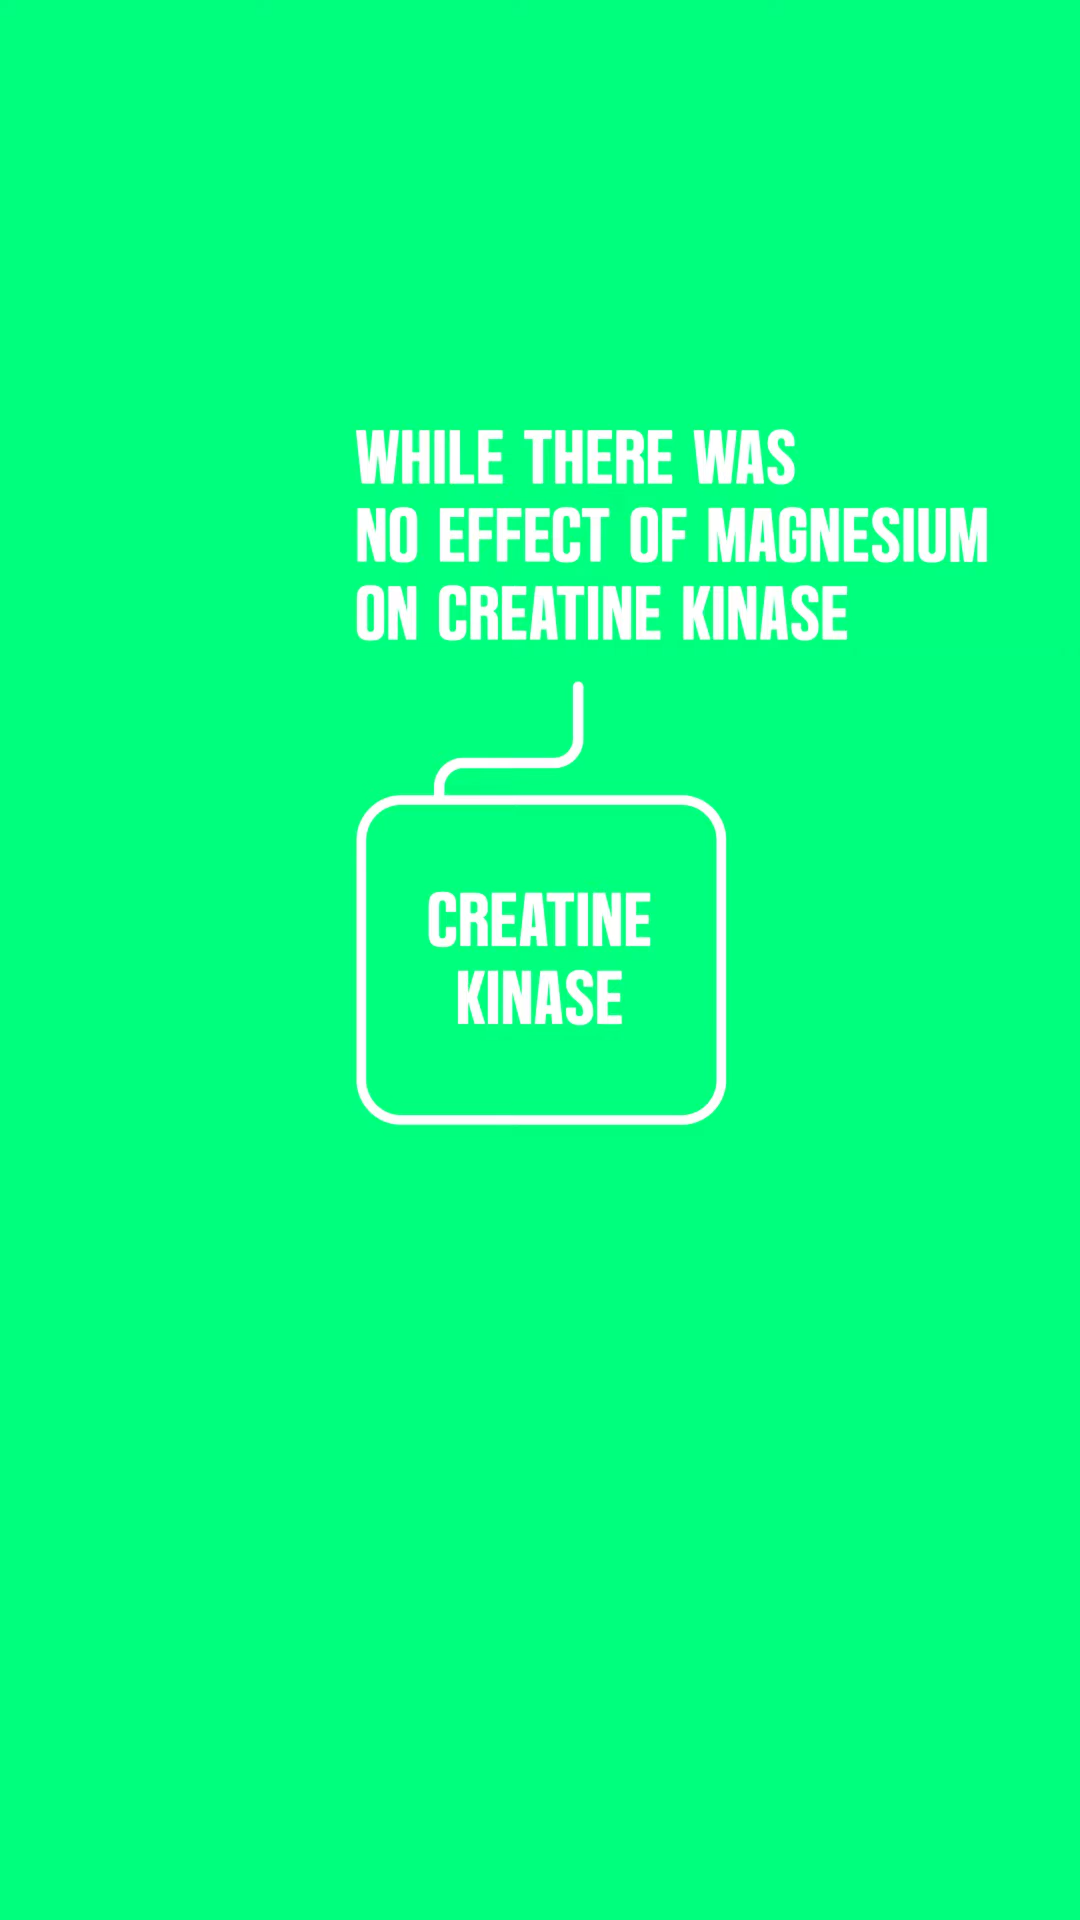 WHILE THERE WAS
NO EFFECT OF MAGNESIUM
ON CREATINE KINASE
CREATINE
KINASE